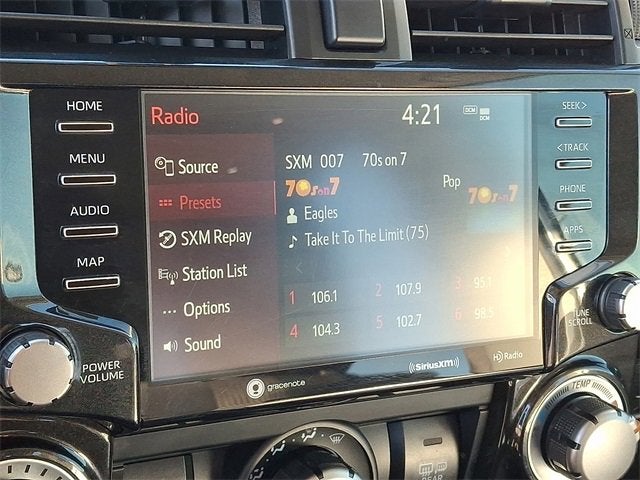 HOME
MENU
AUDIO
MAP
POWER
VOLUME
Radio
4:21
DCM
DCM
Source
Presets
SXM Replay
Station List
Options
Sound
SXM 007 70s on 7
70s on 7
Pop
70s on 7
Eagles
Take It To The Limit (75)
1 106.1 2 107.9 3 95.1
4 104.3 5 102.7 6 98.5
gracenote
SiriusXM
HD Radio
SEEK >
< TRACK
PHONE
APPS
TUNE
SCROLL
TEMP
REAR